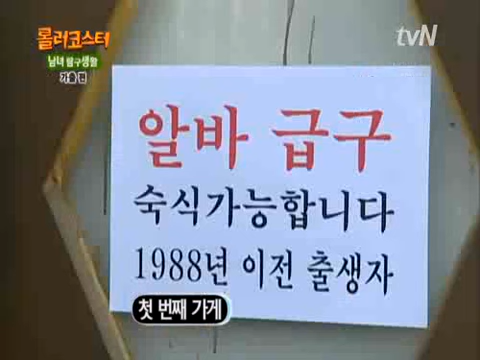 롤러코스터
남녀 탐구생활
가출 편
tvN
알바 급구
숙식가능합니다
1988년 이전 출생자
첫 번째 가게